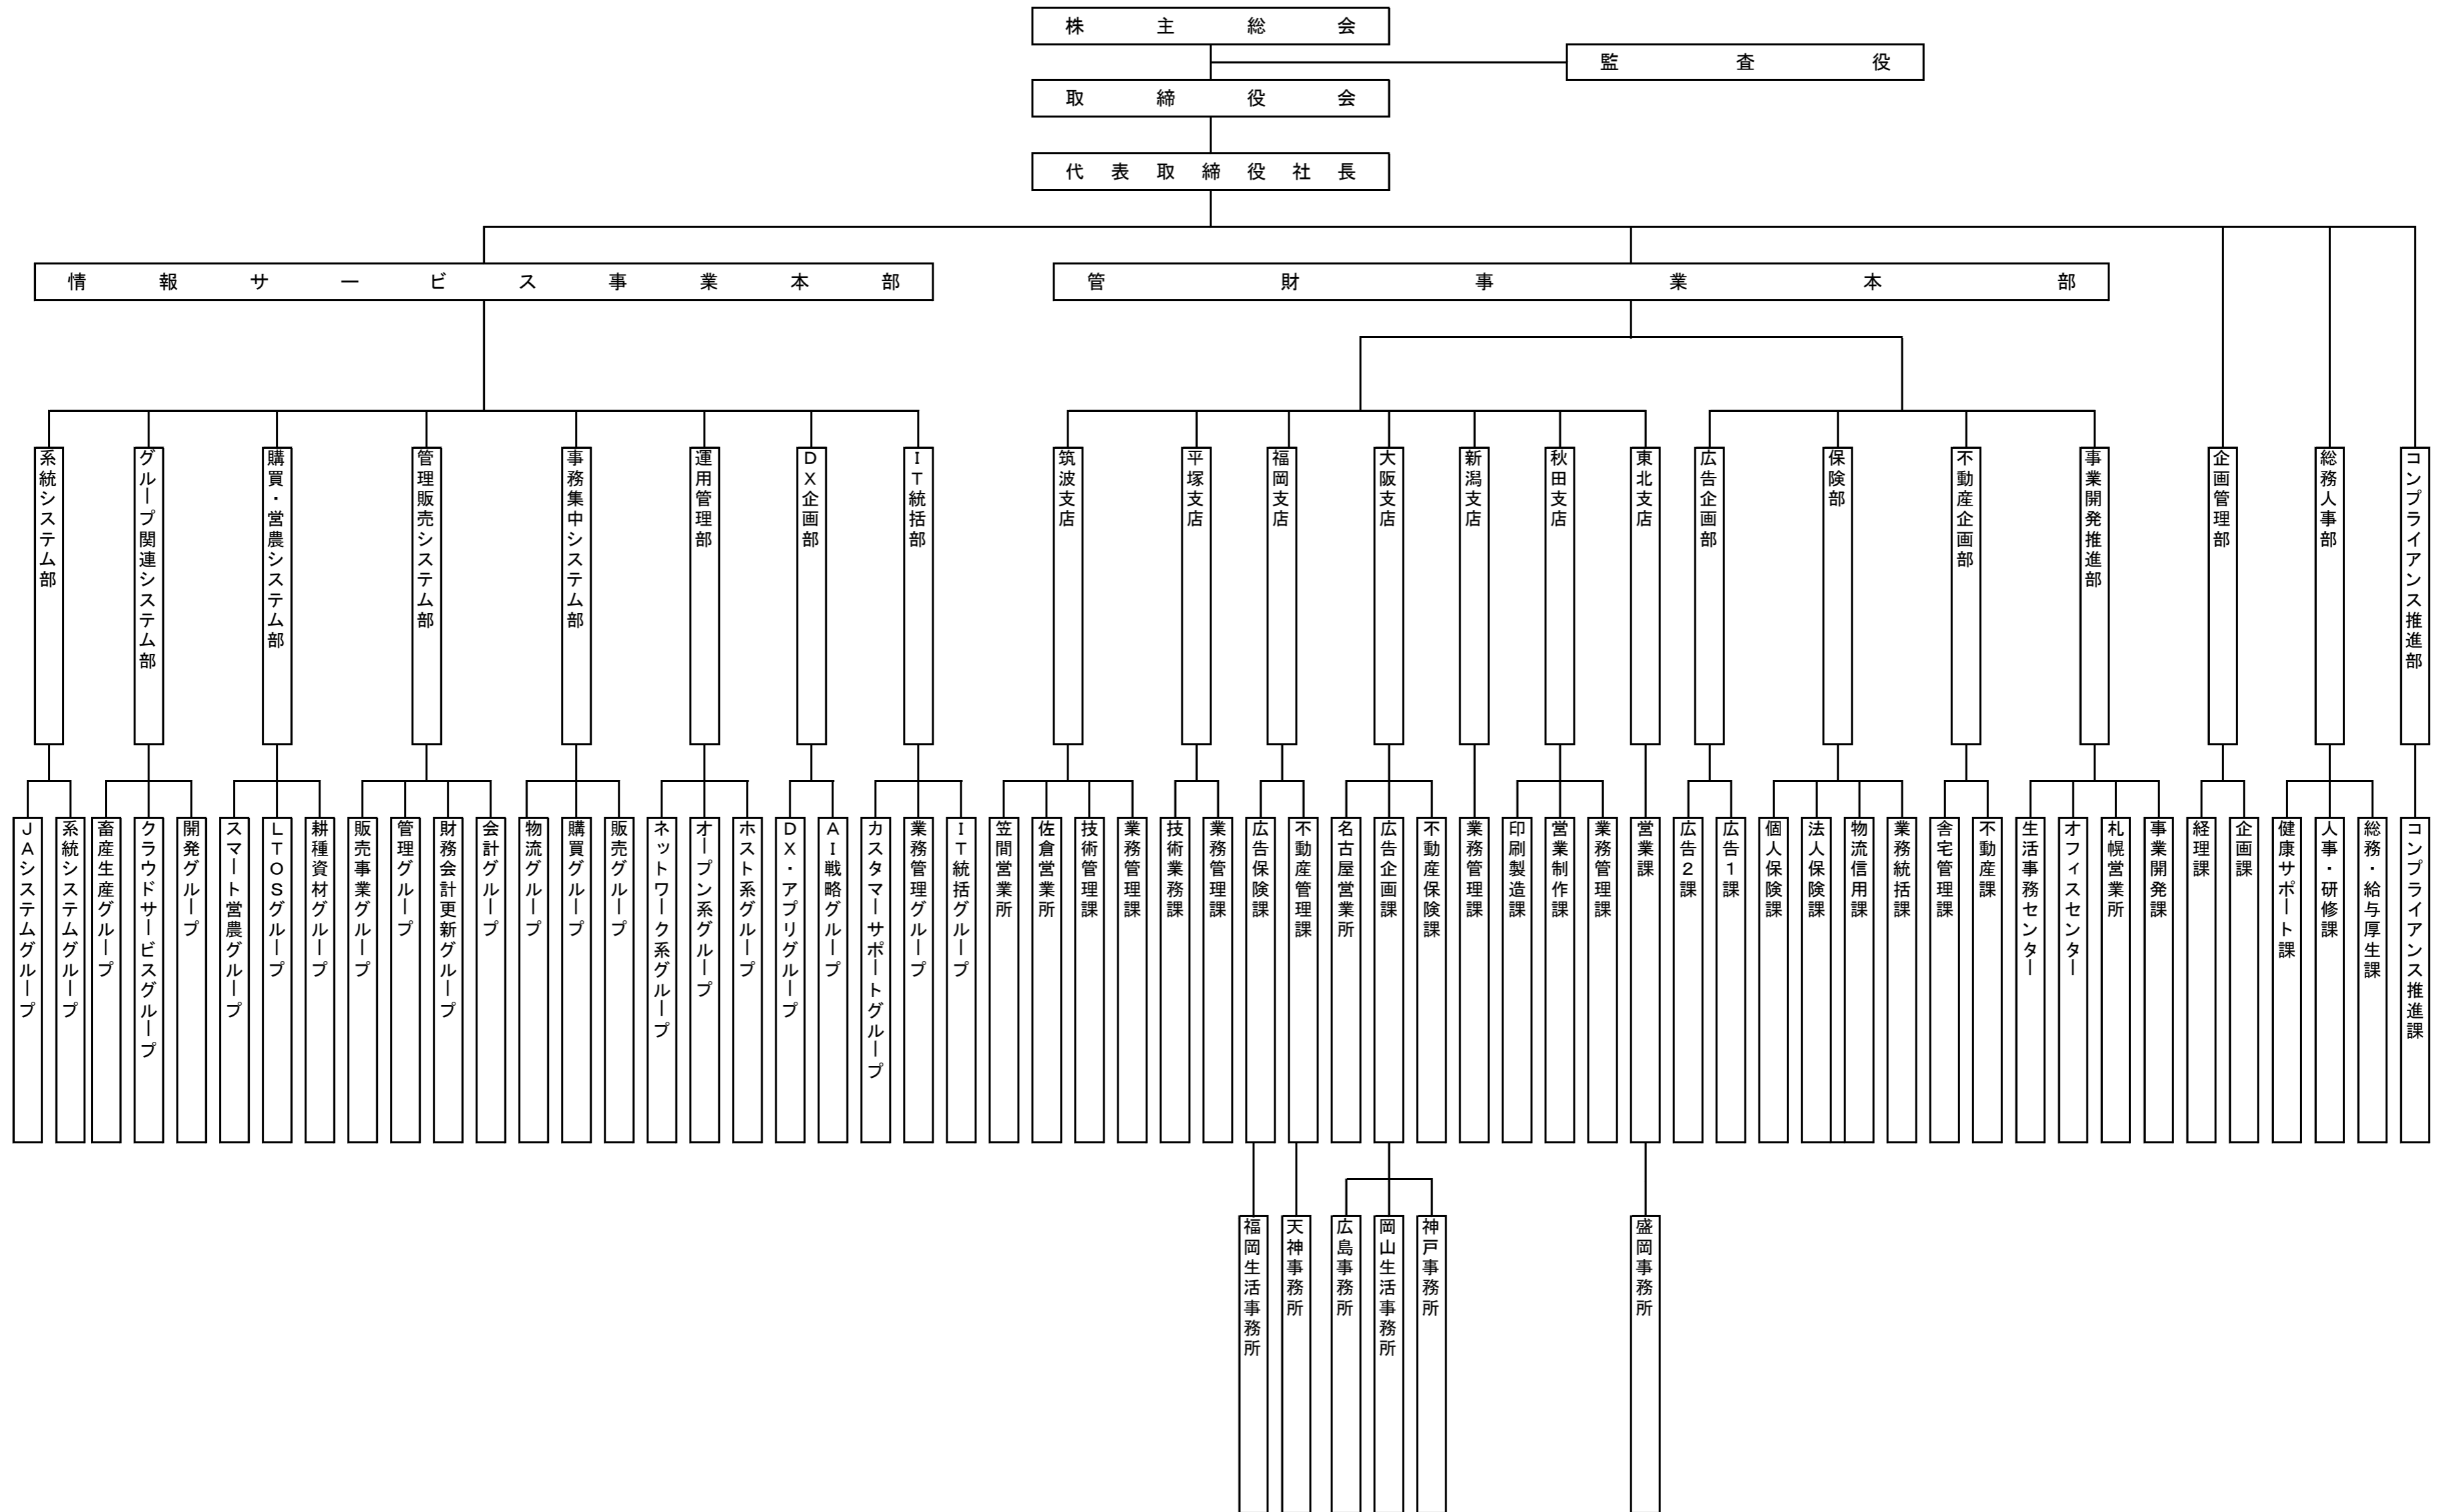 株主総会
監査役
取締役会
代表取締役社長
情報サービス事業本部
管財事業本部
系統システム部
グループ関連システム部
購買・営農システム部
管理販売システム部
事務集中システム部
運用管理部
ＤＸ企画部
ＩＴ統括部
筑波支店
平塚支店
福岡支店
大阪支店
新潟支店
秋田支店
東北支店
広告企画部
保険部
不動産企画部
事業開発推進部
企画管理部
総務人事部
コンプライアンス推進部
ＪＡシステムグループ
系統システムグループ
畜産生産グループ
クラウドサービスグループ
開発グループ
スマート営農グループ
ＬＴＯＳグループ
耕種資材グループ
販売事業グループ
管理グループ
財務会計更新グループ
会計グループ
物流グループ
購買グループ
販売グループ
ネットワーク系グループ
オープン系グループ
ホスト系グループ
ＤＸ・アプリグループ
ＡＩ戦略グループ
カスタマーサポートグループ
業務管理グループ
ＩＴ統括グループ
笠間営業所
佐倉営業所
技術管理課
業務管理課
技術業務課
業務管理課
広告保険課
不動産管理課
名古屋営業所
広告企画課
不動産保険課
業務管理課
印刷製造課
営業制作課
業務管理課
営業課
広告２課
広告１課
個人保険課
法人保険課
物流信用課
業務統括課
舎宅管理課
不動産課
生活事務センター
オフィスセンター
札幌営業所
事業開発課
経理課
企画課
健康サポート課
人事・研修課
総務・給与厚生課
コンプライアンス推進課
福岡生活事務所
天神事務所
広島事務所
岡山生活事務所
神戸事務所
盛岡事務所